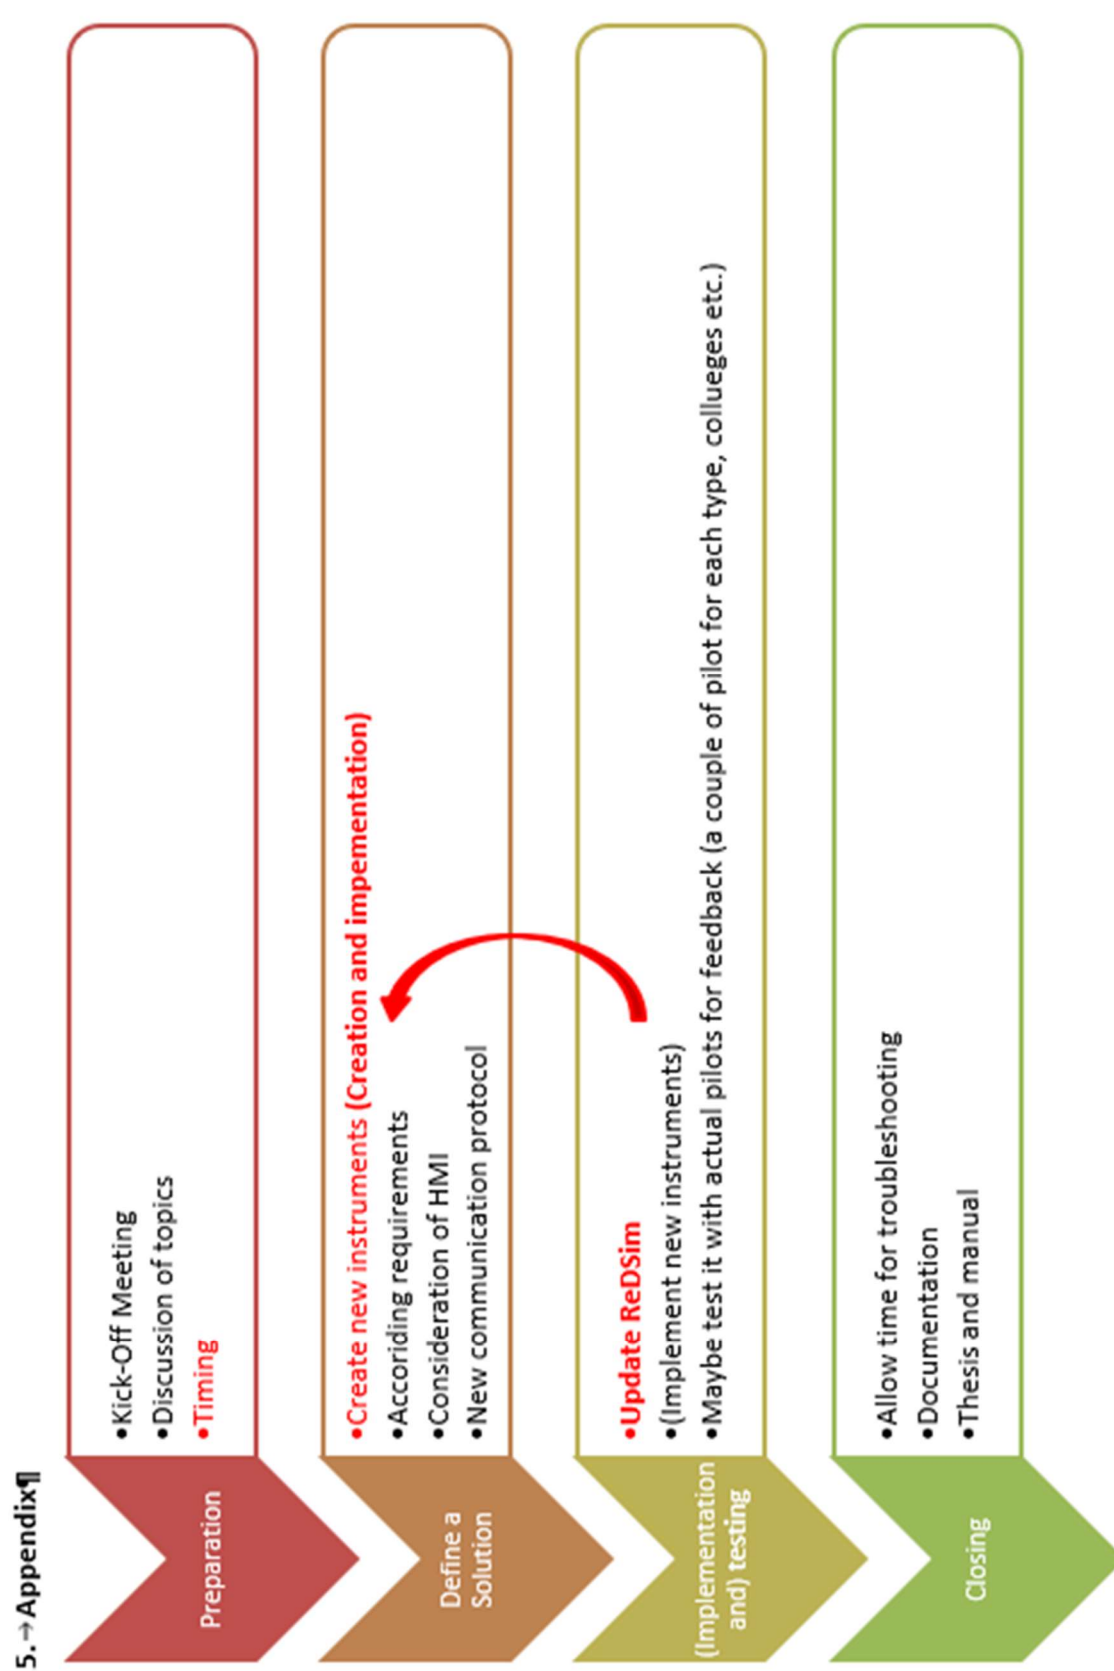 5.→Appendix¶
Preparation
•Kick-Off Meeting
•Discussion of topics
•Timing
Define a
Solution
•Create new instruments (Creation and impementation)
•Accoriding requirements
•Consideration of HMI
•New communication protocol
(Implementation
and) testing
•Update ReDSim
•(Implement new instruments)
•Maybe test it with actual pilots for feedback (a couple of pilot for each type, collueges etc.)
Closing
•Allow time for troubleshooting
•Documentation
•Thesis and manual